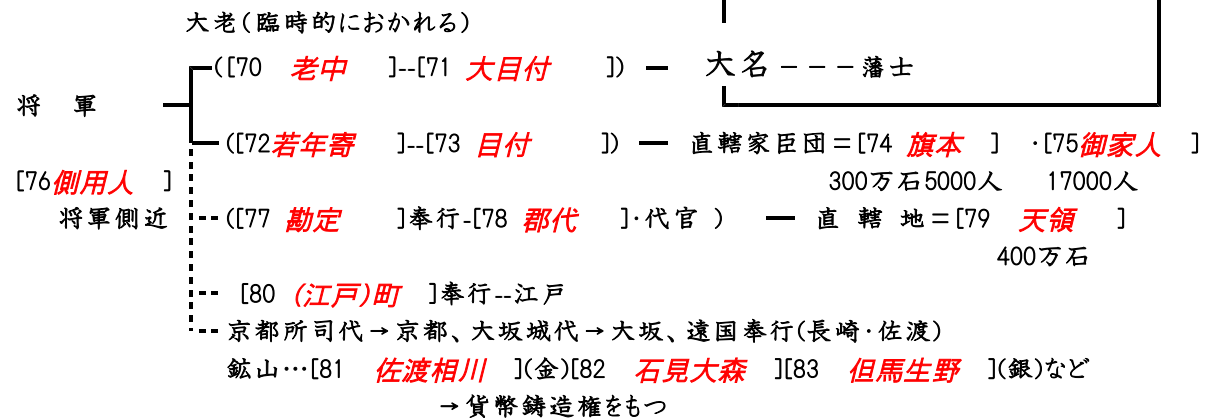 大老(臨時的におかれる)
([70 老中 ]--[71 大目付 ]) ー 大名ーーー藩士
将 軍
([72若年寄 ]--[73 目付 ]) ー 直轄家臣団=[74 旗本 ] ・[75御家人 ]
[76側用人 ] 300万石5000人 17000人
将軍側近 ([77 勘定 ]奉行-[78 郡代 ]・代官 ) ー 直 轄 地=[79 天領 ]
400万石
[80 (江戸)町 ]奉行--江戸
京都所司代→京都、大坂城代→大坂、遠国奉行(長崎・佐渡)
鉱山…[81 佐渡相川 ](金)[82 石見大森 ][83 但馬生野 ](銀)など
→貨幣鋳造権をもつ